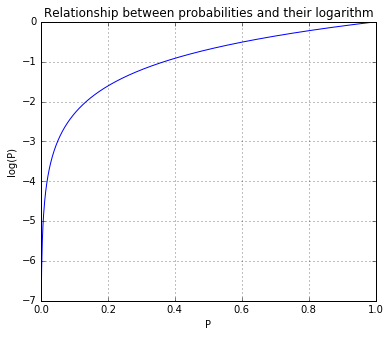 Relationship between probabilities and their logarithm
0
−1
−2
−3
−4
−5
−6
−7
log(P)
0.0 0.2 0.4 0.6 0.8 1.0
P